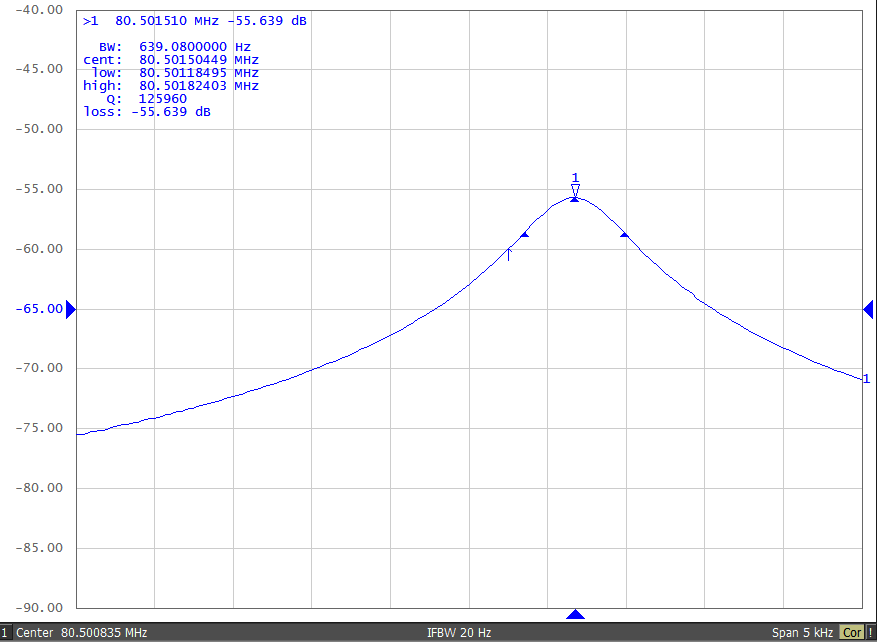 -40.00
>1 80.501510 MHz -55.639 dB
BW: 639.0800000 Hz
cent: 80.50150449 MHz
low: 80.50118495 MHz
high: 80.50182403 MHz
Q: 125960
loss: -55.639 dB
-45.00
-50.00
-55.00
1
-60.00
-65.00
-70.00
1
-75.00
-80.00
-85.00
-90.00
1 Center 80.500835 MHz IFBW 20 Hz Span 5 kHz Cor !